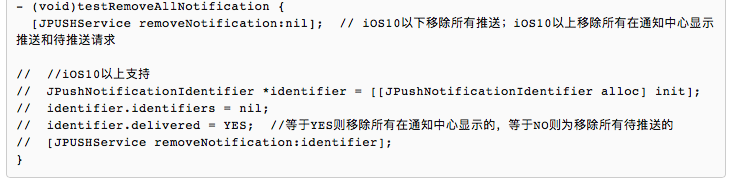 - (void)testRemoveAllNotification {
  [JPUSHService removeNotification:nil];  // iOS10以下移除所有推送；iOS10以上移除所有在通知中心显示
推送和待推送请求

//  //iOS10以上支持
//  JPushNotificationIdentifier *identifier = [[JPushNotificationIdentifier alloc] init];
//  identifier.identifiers = nil;
//  identifier.delivered = YES;  //等于YES则移除所有在通知中心显示的，等于NO则为移除所有待推送的
//  [JPUSHService removeNotification:identifier];
}